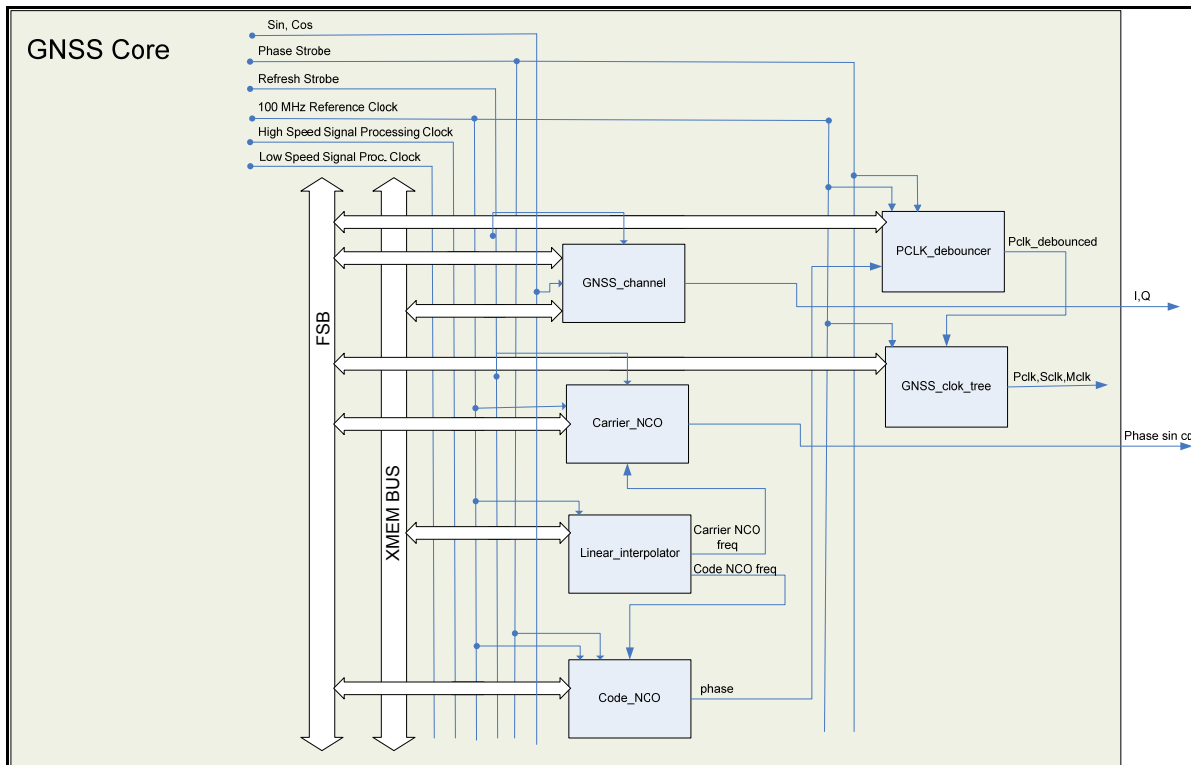 GNSS Core
Sin, Cos
Phase Strobe
Refresh Strobe
100 MHz Reference Clock
High Speed Signal Processing Clock
Low Speed Signal Proc. Clock
FSB
XMEM BUS
PCLK_debouncer
Pclk_debounced
GNSS_channel
I,Q
GNSS_clok_tree
Pclk,Sclk,Mclk
Carrier_NCO
Phase sin co
Linear_interpolator
Carrier NCO
freq
Code NCO freq
Code_NCO
phase